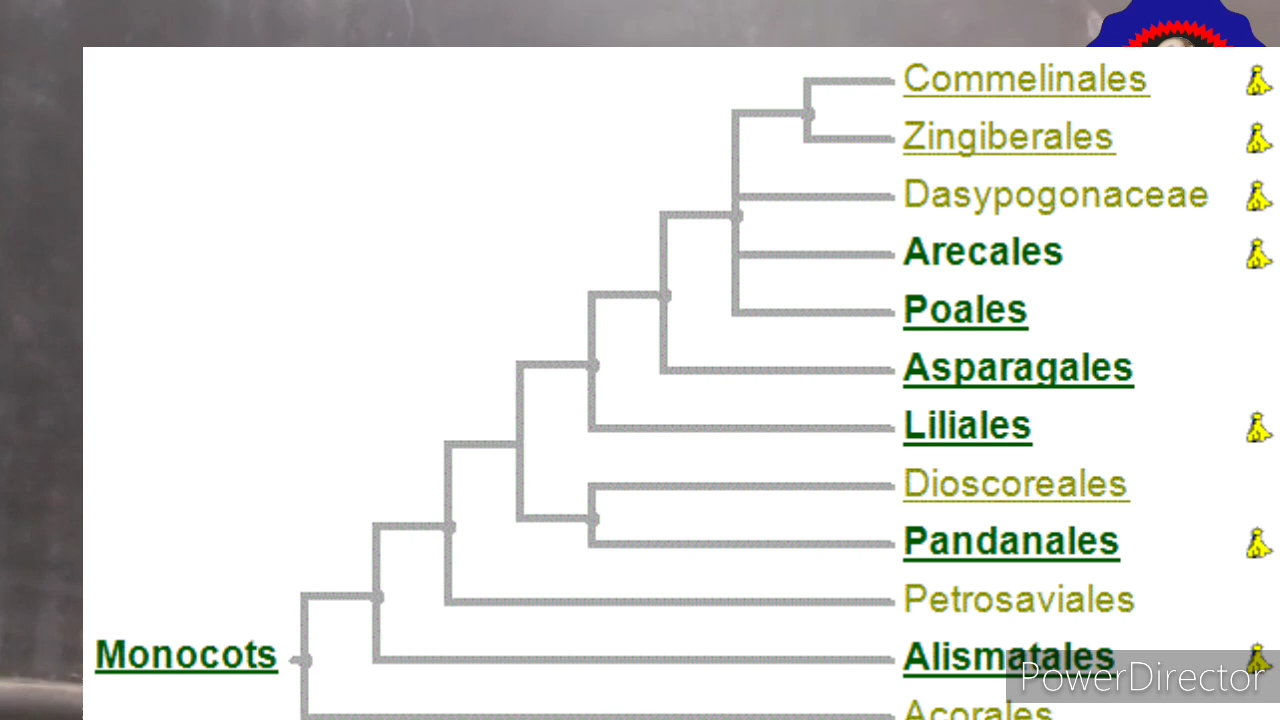 Commelinales
Zingiberales
Dasypogonaceae
Arecales
Poales
Asparagales
Liliales
Dioscoreales
Pandanales
Petrosaviales
Monocots
Alismatales
PowerDirector
Acorales